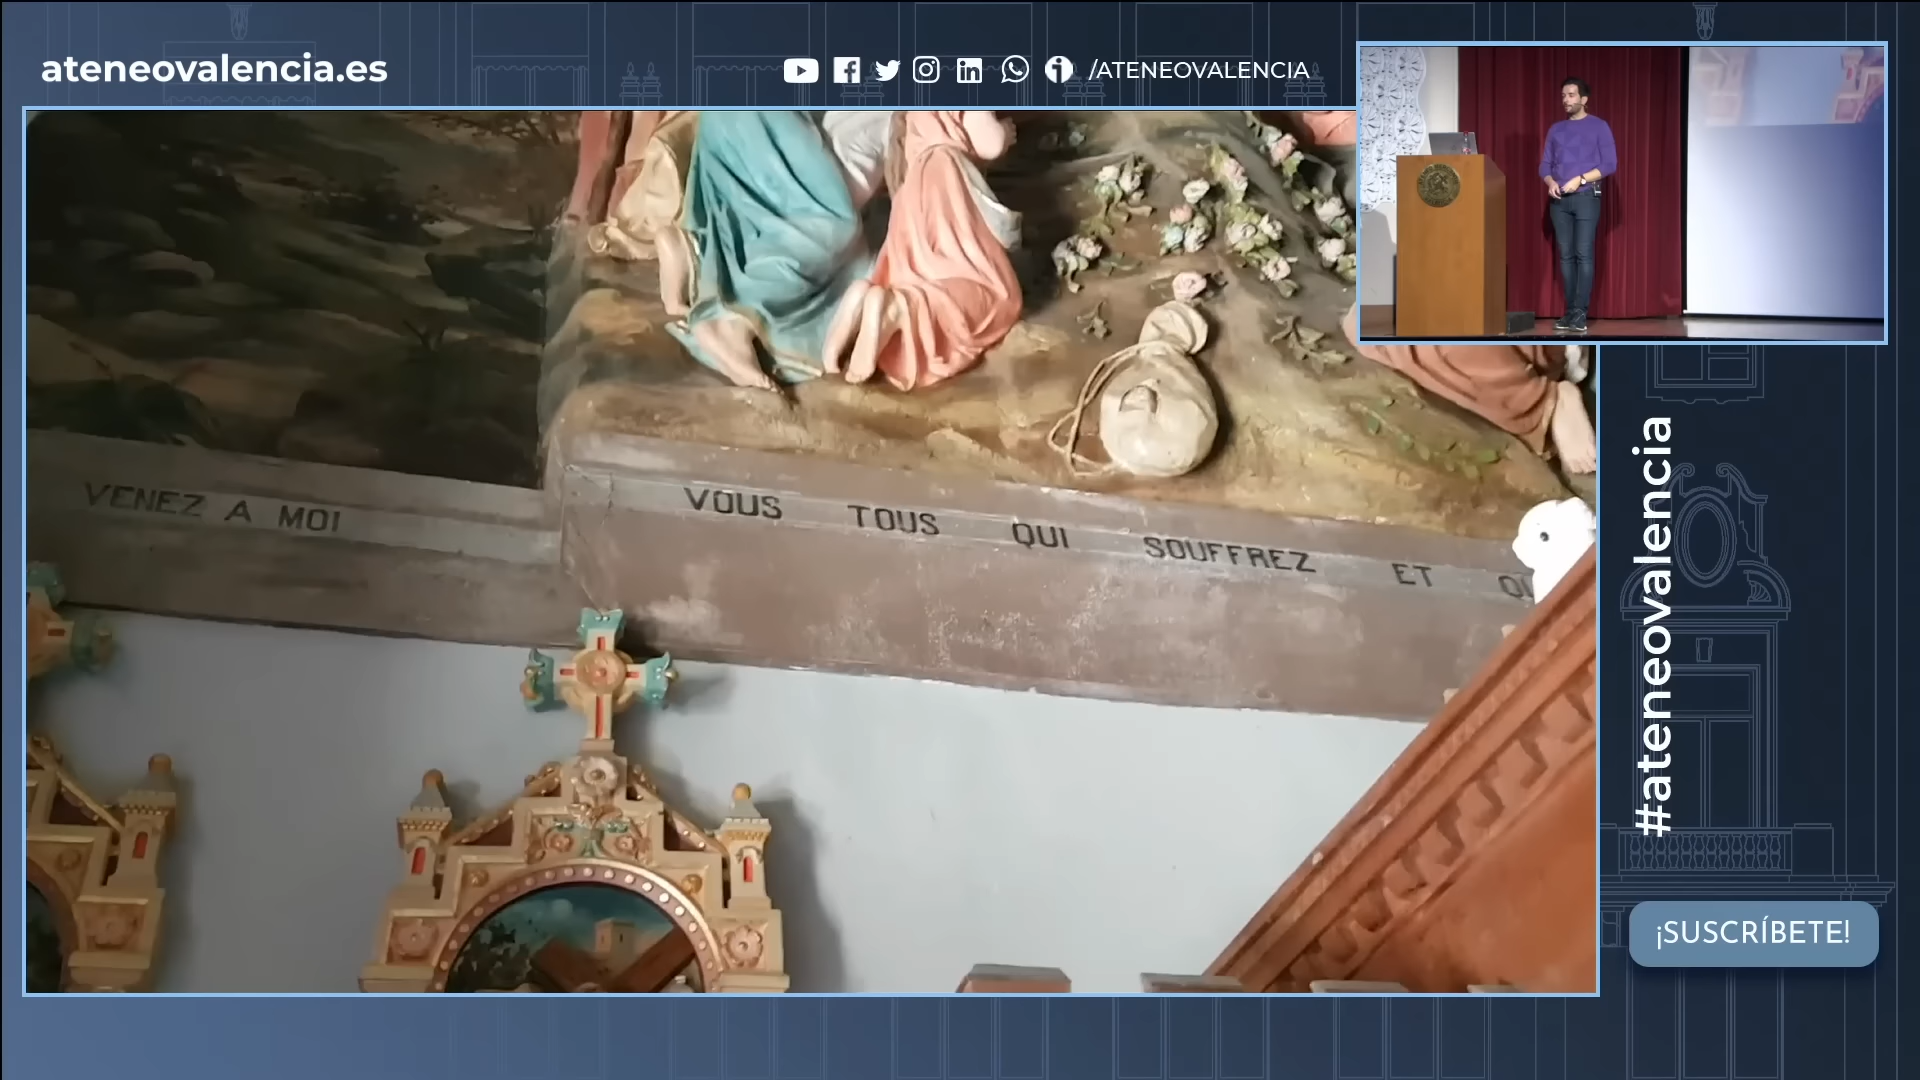 ateneovalencia.es
/ATENEOVALENCIA
VENEZ A MOI VOUS TOUS QUI SOUFFREZ ET
#ateneovalencia
¡SUSCRÍBETE!